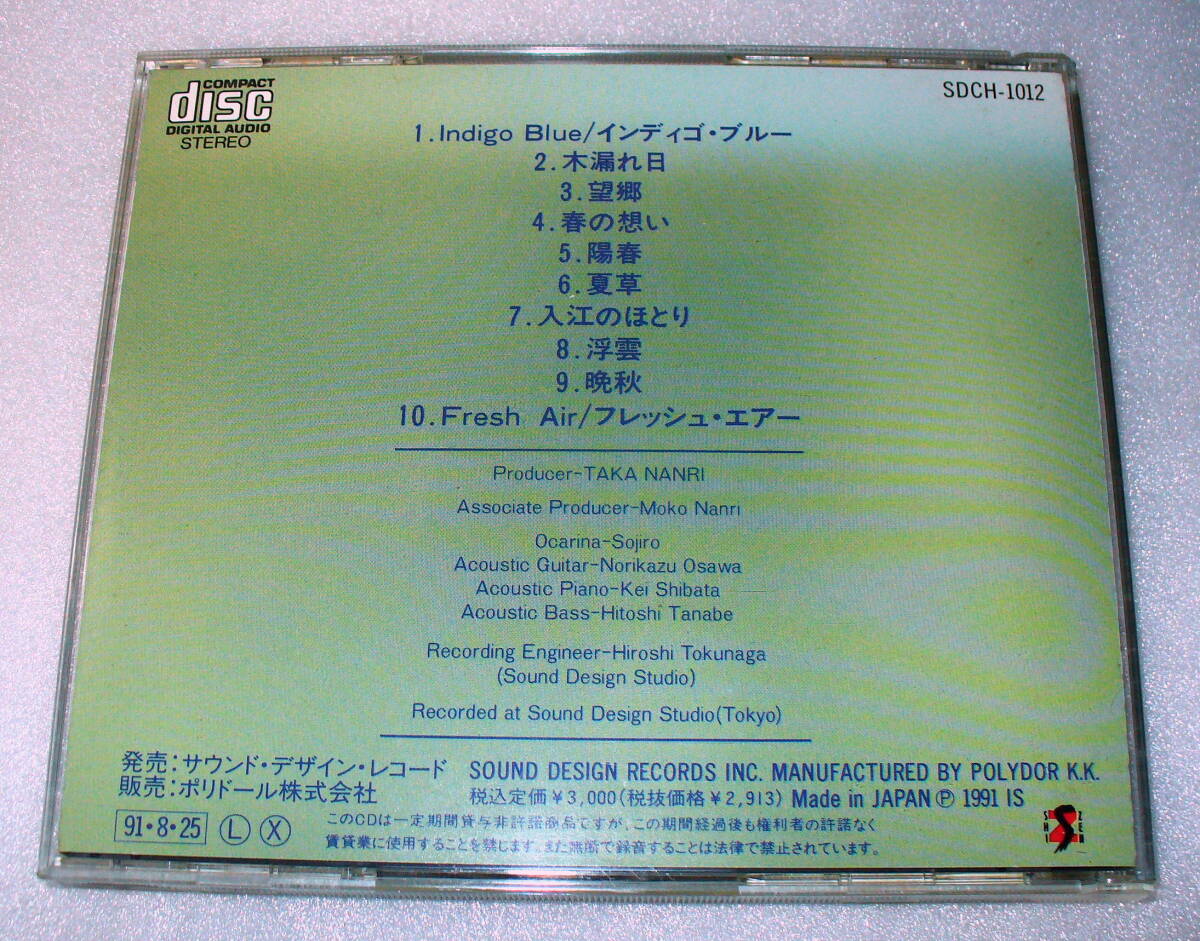 COMPACT
disc
DIGITAL AUDIO
STEREO
SDCH-1012
1.Indigo Blue/インディゴ・ブルー
2.木漏れ日
3.望郷
4.春の想い
5.陽春
6.夏草
7.入江のほとり
8.浮雲
9.晩秋
10.Fresh Air/フレッシュ・エアー
Producer-TAKA NANRI
Associate Producer-Moko Nanri
Ocarina-Sojiro
Acoustic Guitar-Norikazu Osawa
Acoustic Piano-Kei Shibata
Acoustic Bass-Hitoshi Tanabe
Recording Engineer-Hiroshi Tokunaga
(Sound Design Studio)
Recorded at Sound Design Studio(Tokyo)
発売:サウンド・デザイン・レコード SOUND DESIGN RECORDS INC. MANUFACTURED BY POLYDOR K.K.
販売:ポリドール株式会社 税込定価¥3,000(税抜価格¥2,913) Made in JAPAN Ⓟ 1991 IS
91・8・25 Ⓛ Ⓧ
このCDは一定期間貸与非許諾商品ですが、この期間経過後も権利者の許諾なく
賃貸業に使用することを禁じます。また無断で録音することは法律で禁止されています。
SHI ZEN